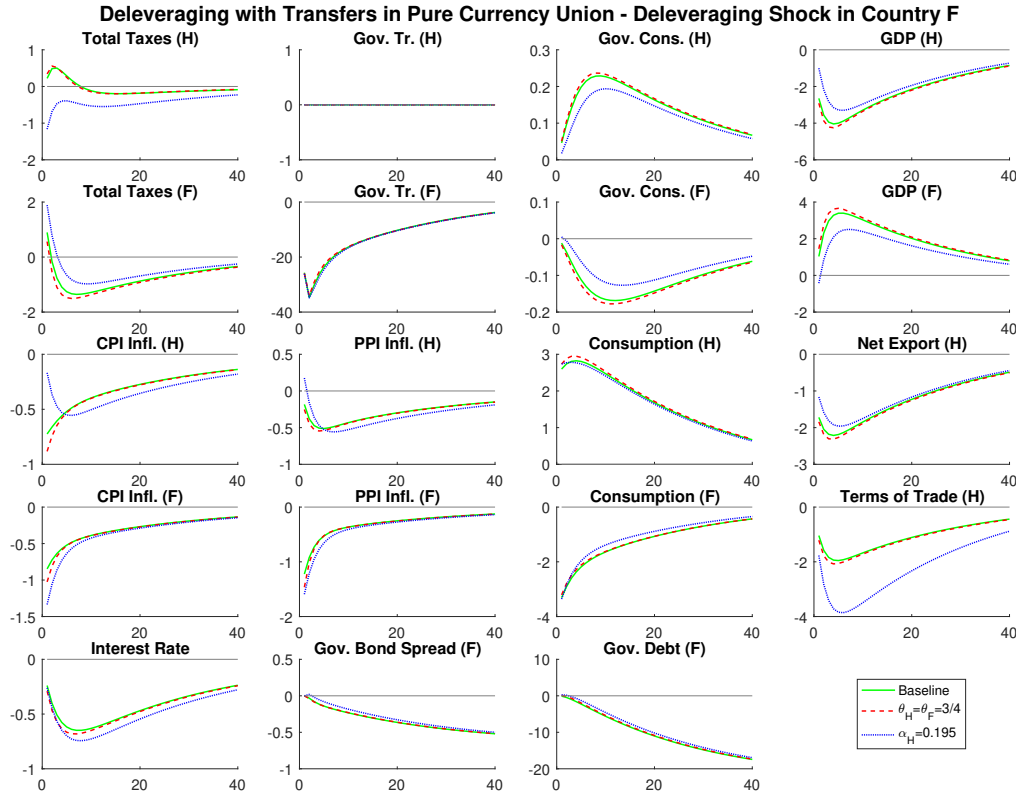 Deleveraging with Transfers in Pure Currency Union - Deleveraging Shock in Country F
Total Taxes (H)
1
0
-1
-2
0 20 40
Gov. Tr. (H)
1
0
-1
0 20 40
Gov. Cons. (H)
0.3
0.2
0.1
0
0 20 40
GDP (H)
0
-2
-4
-6
0 20 40
Total Taxes (F)
2
0
-2
0 20 40
Gov. Tr. (F)
0
-20
-40
0 20 40
Gov. Cons. (F)
0.1
0
-0.1
-0.2
0 20 40
GDP (F)
4
2
0
-2
0 20 40
CPI Infl. (H)
0
-0.5
-1
0 20 40
PPI Infl. (H)
0.5
0
-0.5
-1
0 20 40
Consumption (H)
3
2
1
0
0 20 40
Net Export (H)
0
-1
-2
-3
0 20 40
CPI Infl. (F)
0
-0.5
-1
-1.5
0 20 40
PPI Infl. (F)
0
-1
-2
0 20 40
Consumption (F)
0
-2
-4
0 20 40
Terms of Trade (H)
0
-2
-4
0 20 40
Interest Rate
0
-0.5
-1
0 20 40
Gov. Bond Spread (F)
0.5
0
-0.5
-1
0 20 40
Gov. Debt (F)
10
0
-10
-20
0 20 40
Baseline
θ_H=θ_F=3/4
α_H=0.195